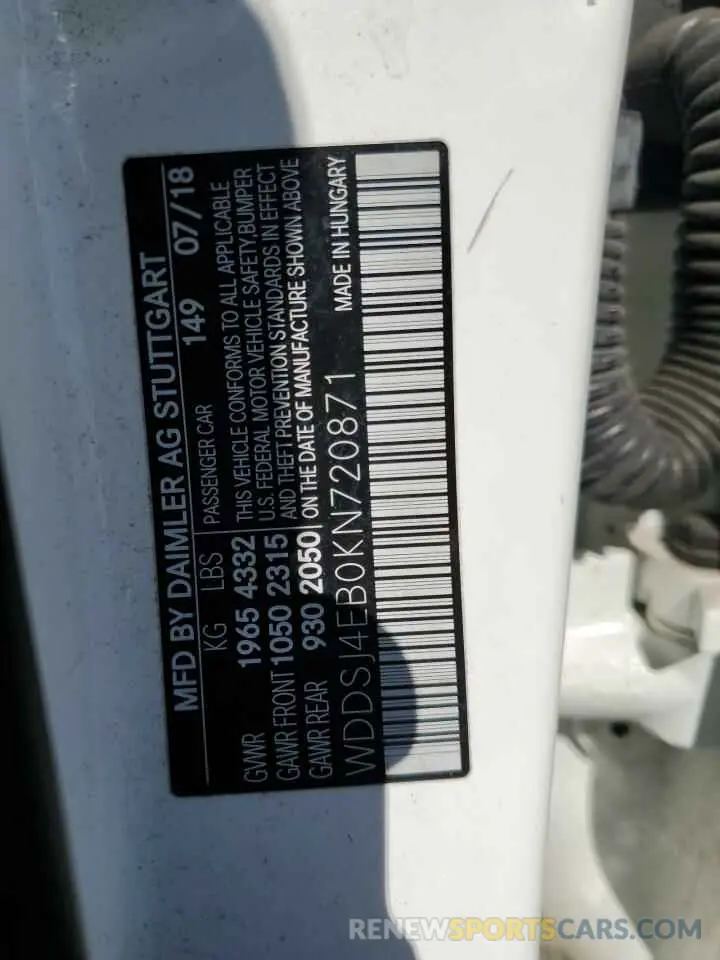 MFD BY DAIMLER AG STUTTGART 149 07/18
KG LBS PASSENGER CAR
GVWR 1965 4332 THIS VEHICLE CONFORMS TO ALL APPLICABLE
U.S. FEDERAL MOTOR VEHICLE SAFETY,BUMPER
GAWR FRONT 1050 2315 AND THEFT PREVENTION STANDARDS IN EFFECT
GAWR REAR 930 2050 ON THE DATE OF MANUFACTURE SHOWN ABOVE
WDDSJ4EB0KN720871 MADE IN HUNGARY
RENEWSPORTSCARS.COM